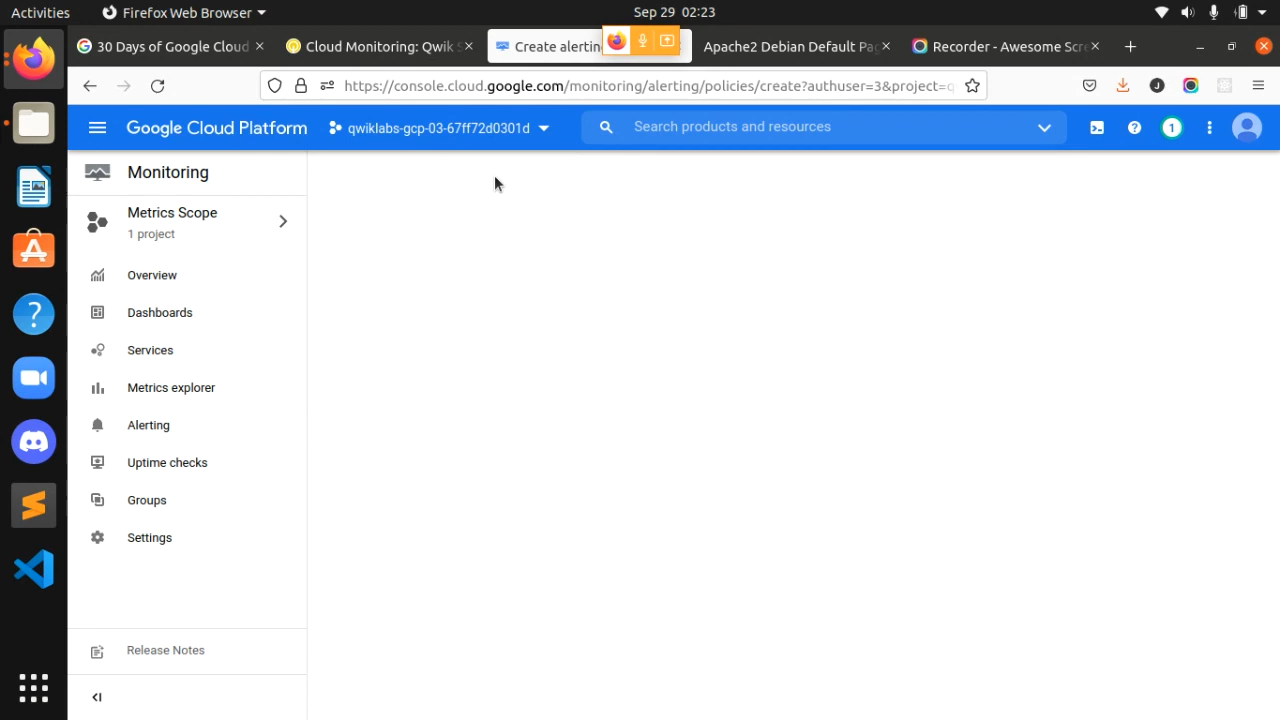 Activities
Firefox Web Browser
Sep 29 02:23
30 Days of Google Cloud
Cloud Monitoring: Qwik
Create alertin
Apache2 Debian Default Pa
Recorder - Awesome Scre
https://console.cloud.google.com/monitoring/alerting/policies/create?authuser=3&project=q
J
Google Cloud Platform
qwiklabs-gcp-03-67ff72d0301d
Search products and resources
1
Monitoring
Metrics Scope
1 project
Overview
Dashboards
Services
Metrics explorer
Alerting
Uptime checks
Groups
Settings
Release Notes